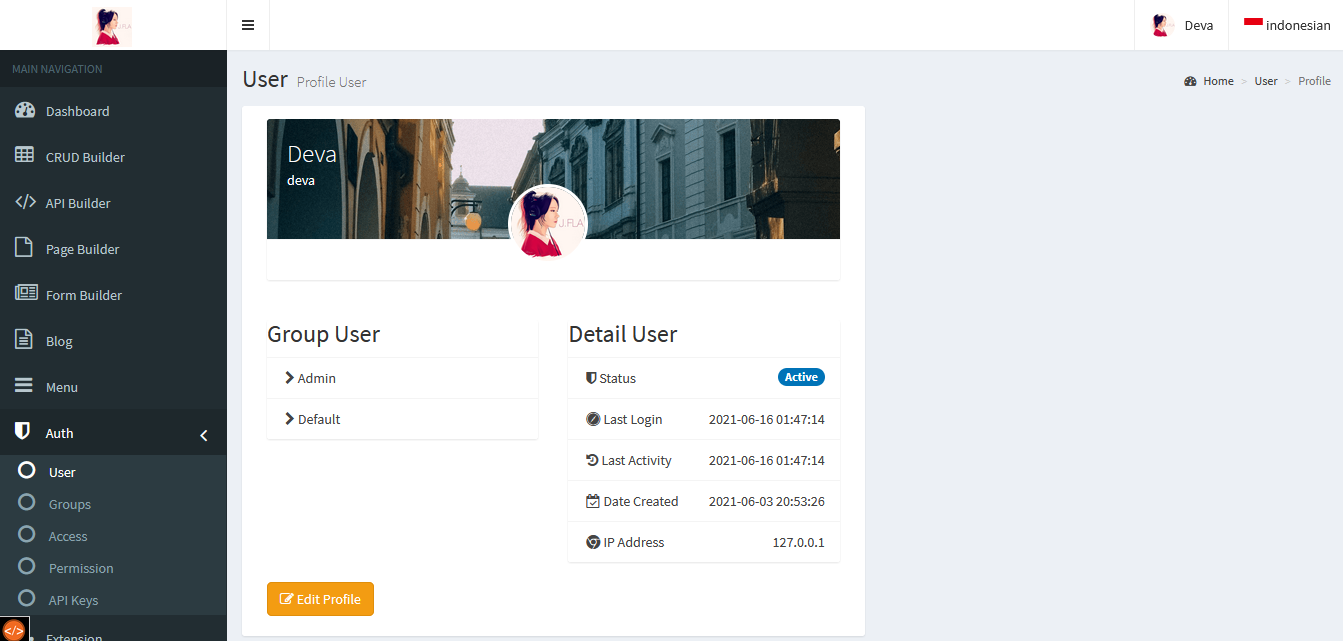 Deva
indonesian
MAIN NAVIGATION
Dashboard
CRUD Builder
API Builder
Page Builder
Form Builder
Blog
Menu
Auth
User
Groups
Access
Permission
API Keys
Extension
User Profile User
Home > User > Profile
Deva
deva
J.FLA
Group User
Admin
Default
Detail User
Status Active
Last Login 2021-06-16 01:47:14
Last Activity 2021-06-16 01:47:14
Date Created 2021-06-03 20:53:26
IP Address 127.0.0.1
Edit Profile